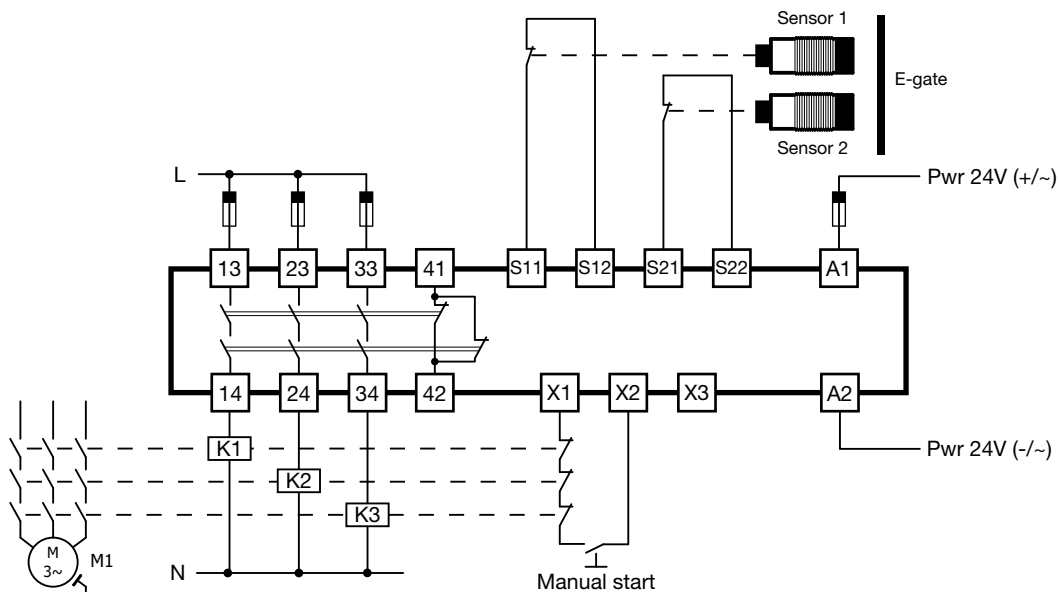 Sensor 1
E-gate
Sensor 2
L
Pwr 24V (+/~)
13 23 33 41 S11 S12 S21 S22 A1
14 24 34 42 X1 X2 X3 A2
K1
Pwr 24V (-/~)
K2
K3
M
3~
M1
N
Manual start